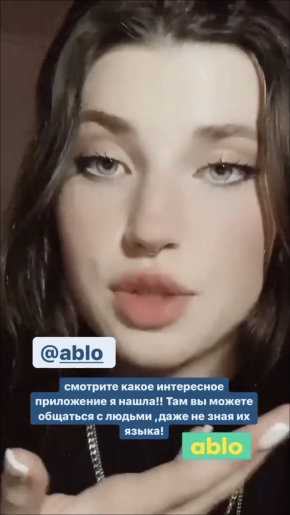 @ablo
смотрите какое интересное
приложение я нашла!! Там вы можете
общаться с людьми ,даже не зная их
языка!
ablo